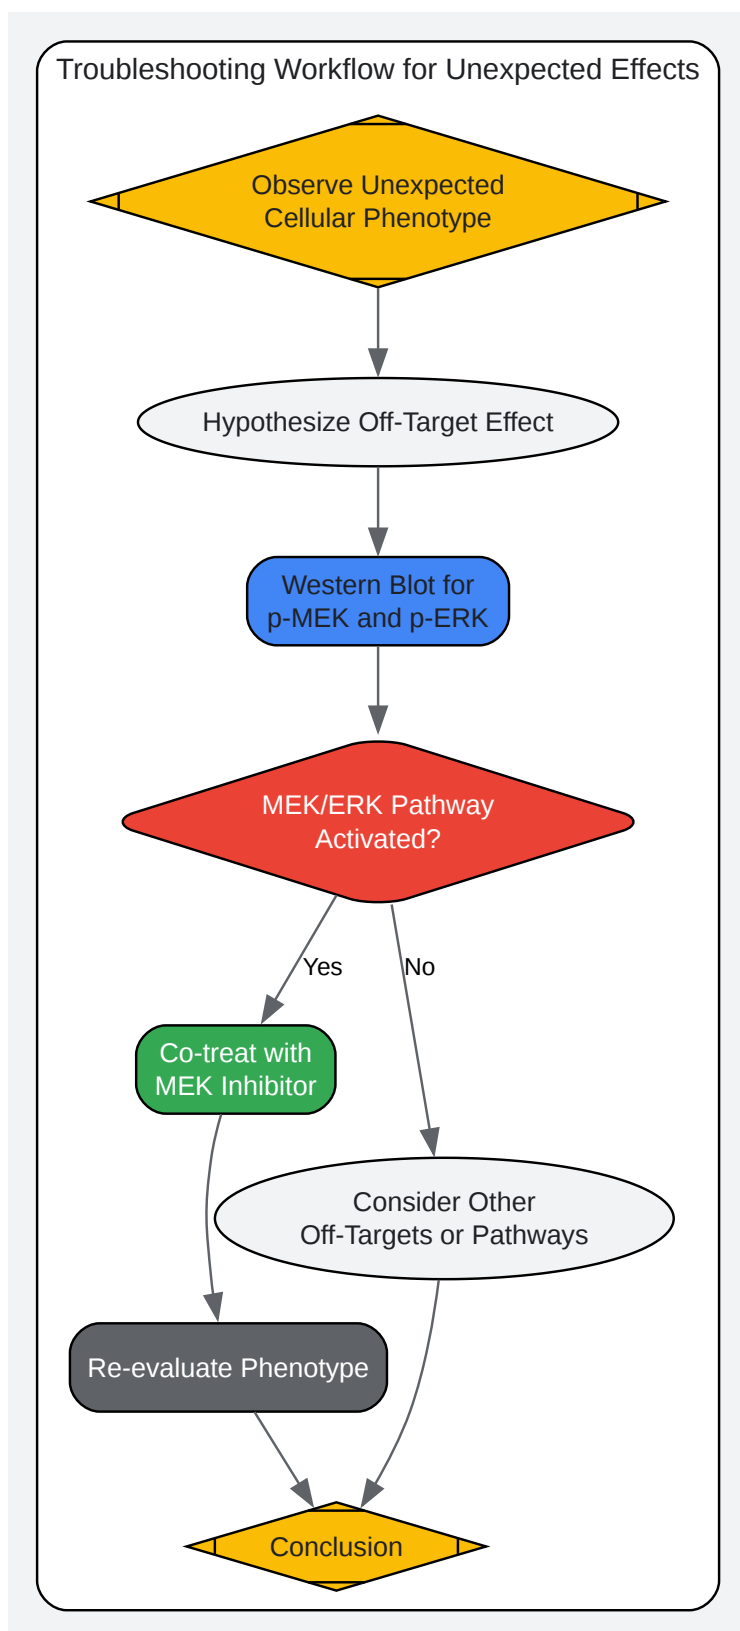 Troubleshooting Workflow for Unexpected Effects
Observe Unexpected
Cellular Phenotype
Hypothesize Off-Target Effect
Western Blot for
p-MEK and p-ERK
MEK/ERK Pathway
Activated?
Yes
No
Co-treat with
MEK Inhibitor
Consider Other
Off-Targets or Pathways
Re-evaluate Phenotype
Conclusion